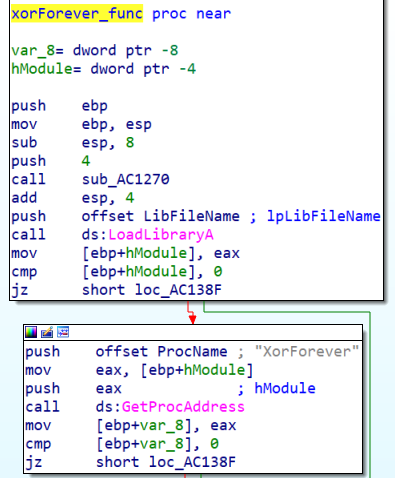 xorForever_func proc near
var_8= dword ptr -8
hModule= dword ptr -4
push ebp
mov ebp, esp
sub esp, 8
push 4
call sub_AC1270
add esp, 4
push offset LibFileName ; lpLibFileName
call ds:LoadLibraryA
mov [ebp+hModule], eax
cmp [ebp+hModule], 0
jz short loc_AC138F
push offset ProcName ; "XorForever"
mov eax, [ebp+hModule]
push eax ; hModule
call ds:GetProcAddress
mov [ebp+var_8], eax
cmp [ebp+var_8], 0
jz short loc_AC138F